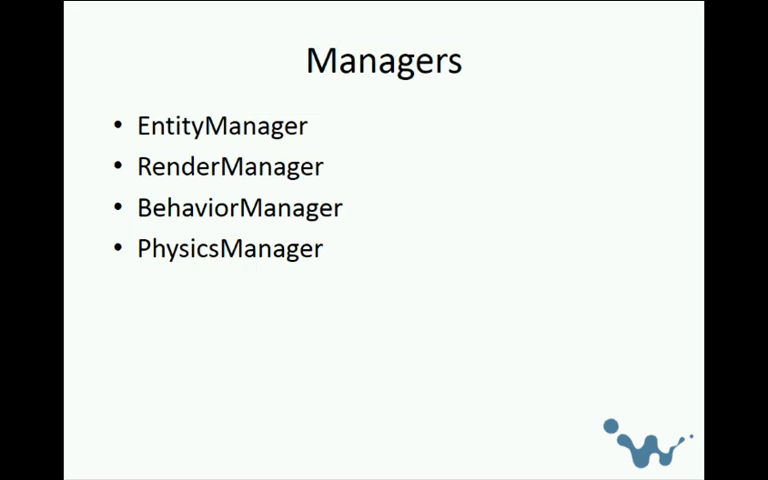 Managers
• EntityManager
• RenderManager
• BehaviorManager
• PhysicsManager